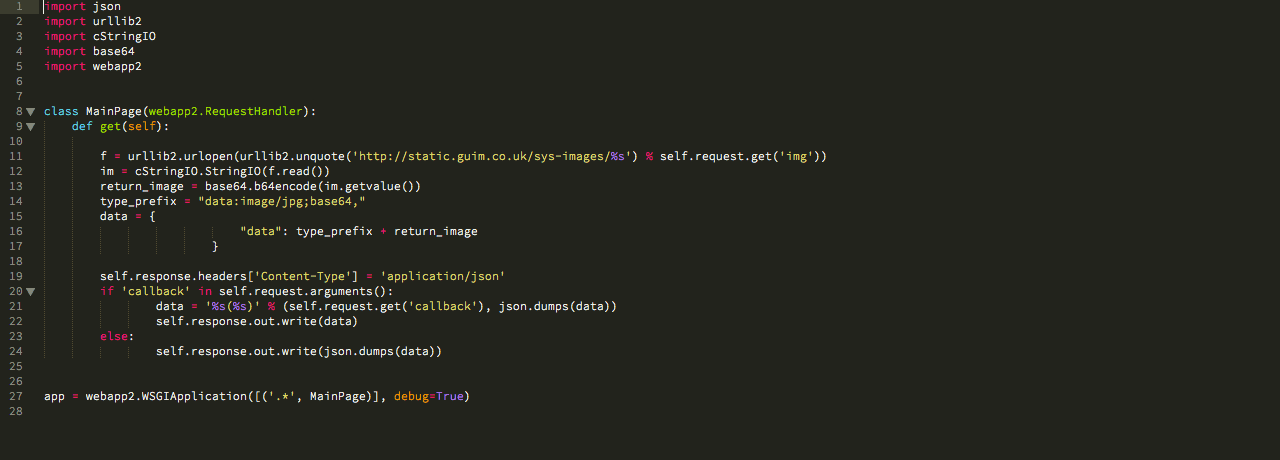 1 import json
2 import urllib2
3 import cStringIO
4 import base64
5 import webapp2
6
7
8 class MainPage(webapp2.RequestHandler):
9     def get(self):
10
11         f = urllib2.urlopen(urllib2.unquote('http://static.guim.co.uk/sys-images/%s') % self.request.get('img'))
12         im = cStringIO.StringIO(f.read())
13         return_image = base64.b64encode(im.getvalue())
14         type_prefix = "data:image/jpg;base64,"
15         data = {
16                             "data": type_prefix + return_image
17                         }
18
19         self.response.headers['Content-Type'] = 'application/json'
20         if 'callback' in self.request.arguments():
21                 data = '%s(%s)' % (self.request.get('callback'), json.dumps(data))
22                 self.response.out.write(data)
23         else:
24                 self.response.out.write(json.dumps(data))
25
26
27 app = webapp2.WSGIApplication([('.*', MainPage)], debug=True)
28